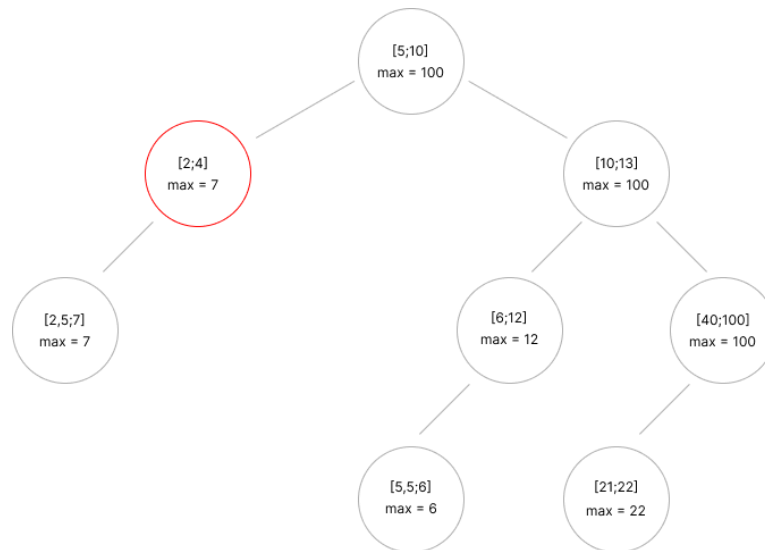 [5;10]
max = 100
[2;4]
max = 7
[10;13]
max = 100
[2,5;7]
max = 7
[6;12]
max = 12
[40;100]
max = 100
[5,5;6]
max = 6
[21;22]
max = 22